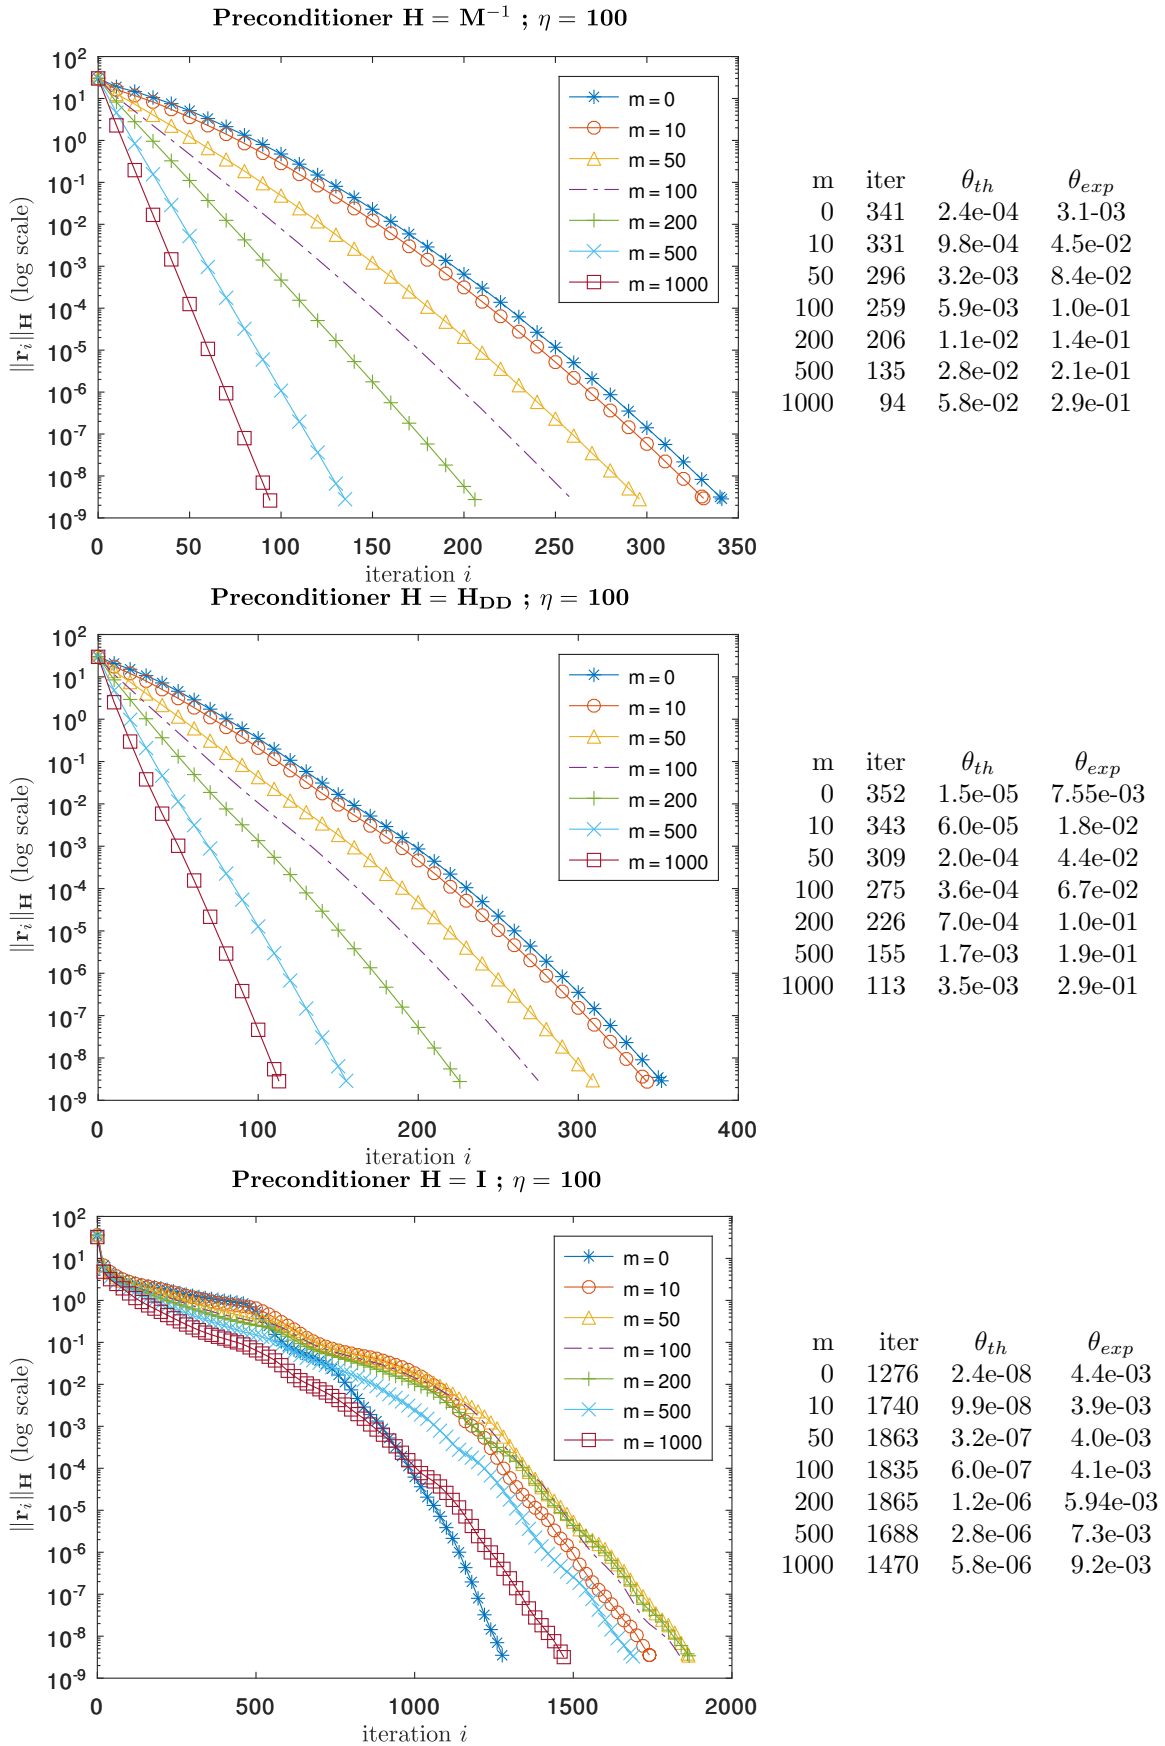 Preconditioner H = M⁻¹ ; η = 100
10²
10¹
10⁰
10⁻¹
10⁻²
10⁻³
10⁻⁴
10⁻⁵
10⁻⁶
10⁻⁷
10⁻⁸
10⁻⁹
||r_i||_H (log scale)
m = 0
m = 10
m = 50
m = 100
m = 200
m = 500
m = 1000
0 50 100 150 200 250 300 350
iteration i
m iter θ_th θ_exp
0 341 2.4e-04 3.1-03
10 331 9.8e-04 4.5e-02
50 296 3.2e-03 8.4e-02
100 259 5.9e-03 1.0e-01
200 206 1.1e-02 1.4e-01
500 135 2.8e-02 2.1e-01
1000 94 5.8e-02 2.9e-01
Preconditioner H = H_DD ; η = 100
10²
10¹
10⁰
10⁻¹
10⁻²
10⁻³
10⁻⁴
10⁻⁵
10⁻⁶
10⁻⁷
10⁻⁸
10⁻⁹
||r_i||_H (log scale)
m = 0
m = 10
m = 50
m = 100
m = 200
m = 500
m = 1000
0 100 200 300 400
iteration i
m iter θ_th θ_exp
0 352 1.5e-05 7.55e-03
10 343 6.0e-05 1.8e-02
50 309 2.0e-04 4.4e-02
100 275 3.6e-04 6.7e-02
200 226 7.0e-04 1.0e-01
500 155 1.7e-03 1.9e-01
1000 113 3.5e-03 2.9e-01
Preconditioner H = I ; η = 100
10²
10¹
10⁰
10⁻¹
10⁻²
10⁻³
10⁻⁴
10⁻⁵
10⁻⁶
10⁻⁷
10⁻⁸
10⁻⁹
||r_i||_H (log scale)
m = 0
m = 10
m = 50
m = 100
m = 200
m = 500
m = 1000
0 500 1000 1500 2000
iteration i
m iter θ_th θ_exp
0 1276 2.4e-08 4.4e-03
10 1740 9.9e-08 3.9e-03
50 1863 3.2e-07 4.0e-03
100 1835 6.0e-07 4.1e-03
200 1865 1.2e-06 5.94e-03
500 1688 2.8e-06 7.3e-03
1000 1470 5.8e-06 9.2e-03